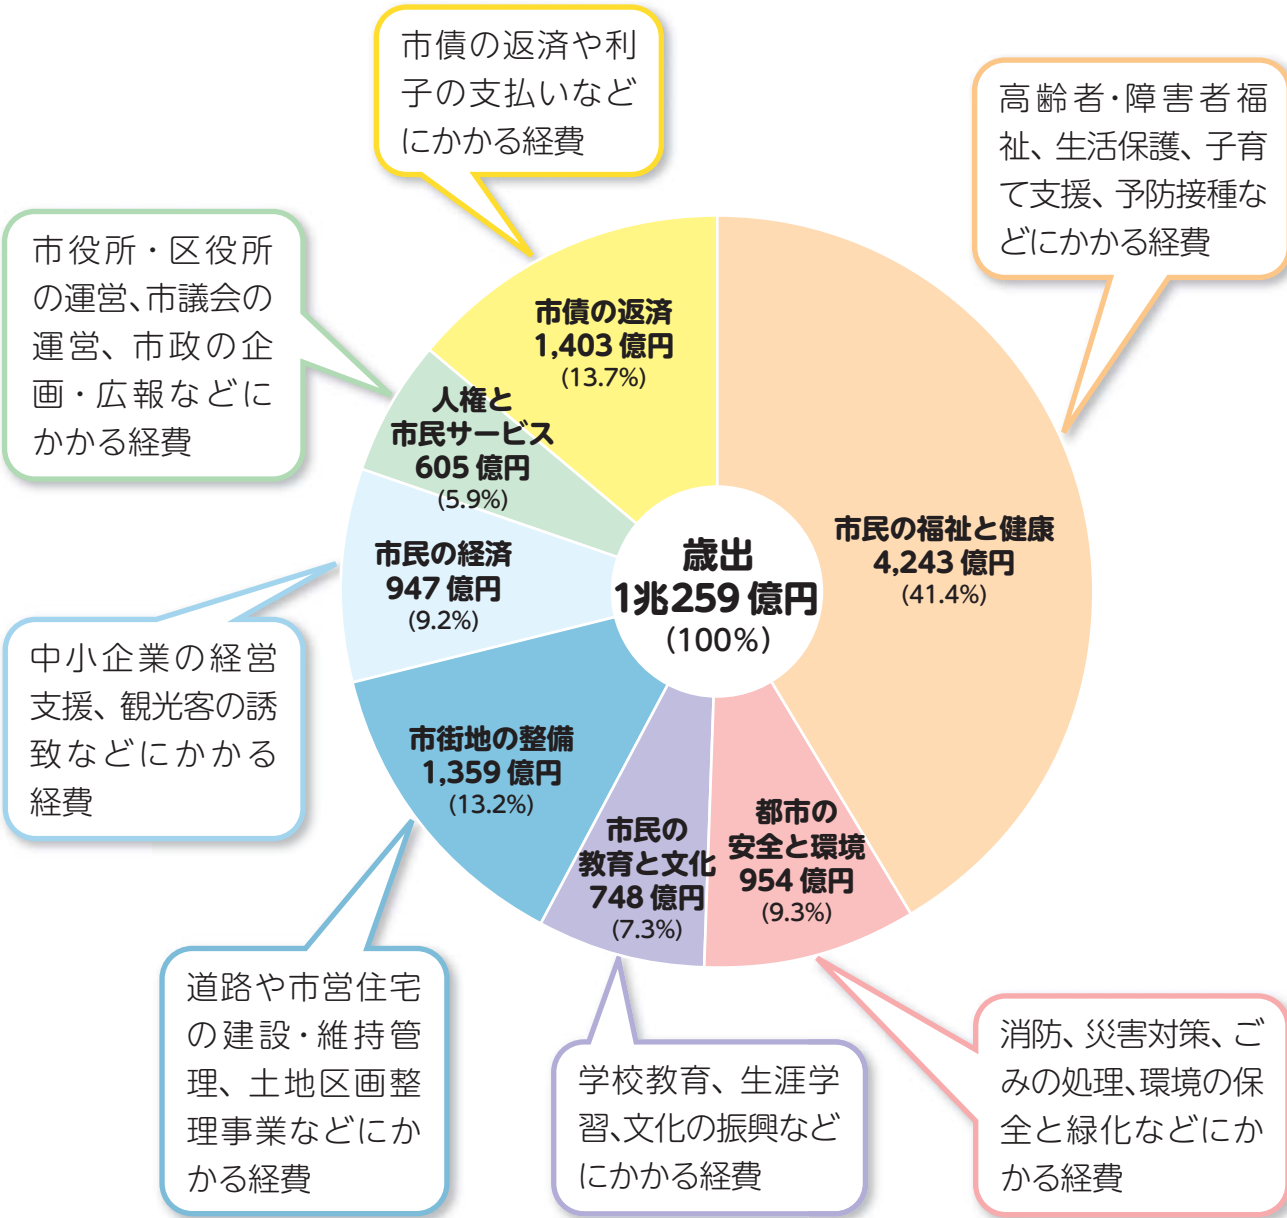 市債の返済や利
子の支払いなど
にかかる経費
高齢者・障害者福
祉、生活保護、子育
て支援、予防接種な
どにかかる経費
市役所・区役所
の運営、市議会の
運営、市政の企
画・広報などに
かかる経費
市債の返済
1,403 億円
(13.7%)
人権と
市民サービス
605 億円
(5.9%)
市民の経済
947 億円
(9.2%)
歳出
1兆259 億円
(100%)
市民の福祉と健康
4,243 億円
(41.4%)
中小企業の経営
支援、観光客の誘
致などにかかる
経費
市街地の整備
1,359 億円
(13.2%)
市民の
教育と文化
748 億円
(7.3%)
都市の
安全と環境
954 億円
(9.3%)
道路や市営住宅
の建設・維持管
理、土地区画整
理事業などにか
かる経費
学校教育、生涯学
習、文化の振興など
にかかる経費
消防、災害対策、ご
みの処理、環境の保
全と緑化などにか
かる経費